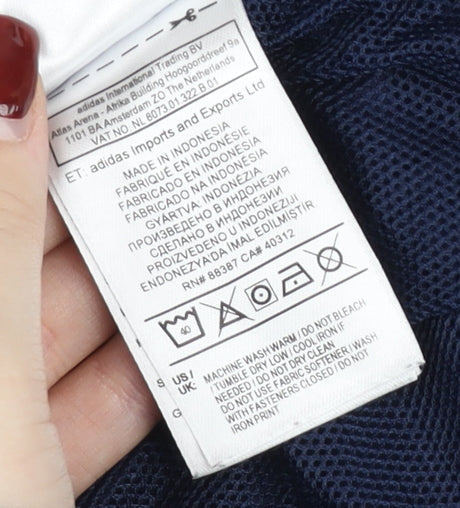 adidas International Trading BV
Atlas Arena - Afrika Building Hoogoorddreef 9a
1101 BA Amsterdam ZO The Netherlands
VAT NO. NL 8073.01.322.B.01
ET: adidas Imports and Exports Ltd
MADE IN INDONESIA
FABRIQUE EN INDONÉSIE
FABRICADO EN INDONESIA
FABRICADO NA INDONÉSIA
GYÁRTVA: INDONÉZIA
ПРОИЗВЕДЕНО В ИНДОНЕЗИЯ
СДЕЛАНО В ИНДОНЕЗИИ
PROIZVEDENO U INDONEZIJI
ENDONEZYA'DA İMAL EDİLMİŞTİR
RN# 88387 CA# 40312
40
US/
UK:
MACHINE WASH WARM / DO NOT BLEACH
/ TUMBLE DRY LOW / COOL IRON IF
NEEDED / DO NOT DRY CLEAN
DO NOT USE FABRIC SOFTENER / WASH
WITH FASTENERS CLOSED / DO NOT
IRON PRINT
S
G